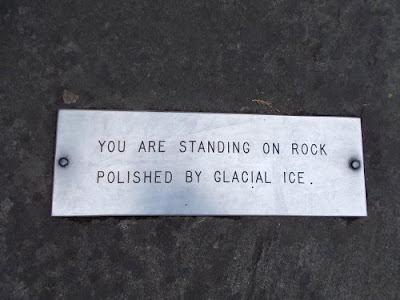 YOU ARE STANDING ON ROCK
POLISHED BY GLACIAL ICE.